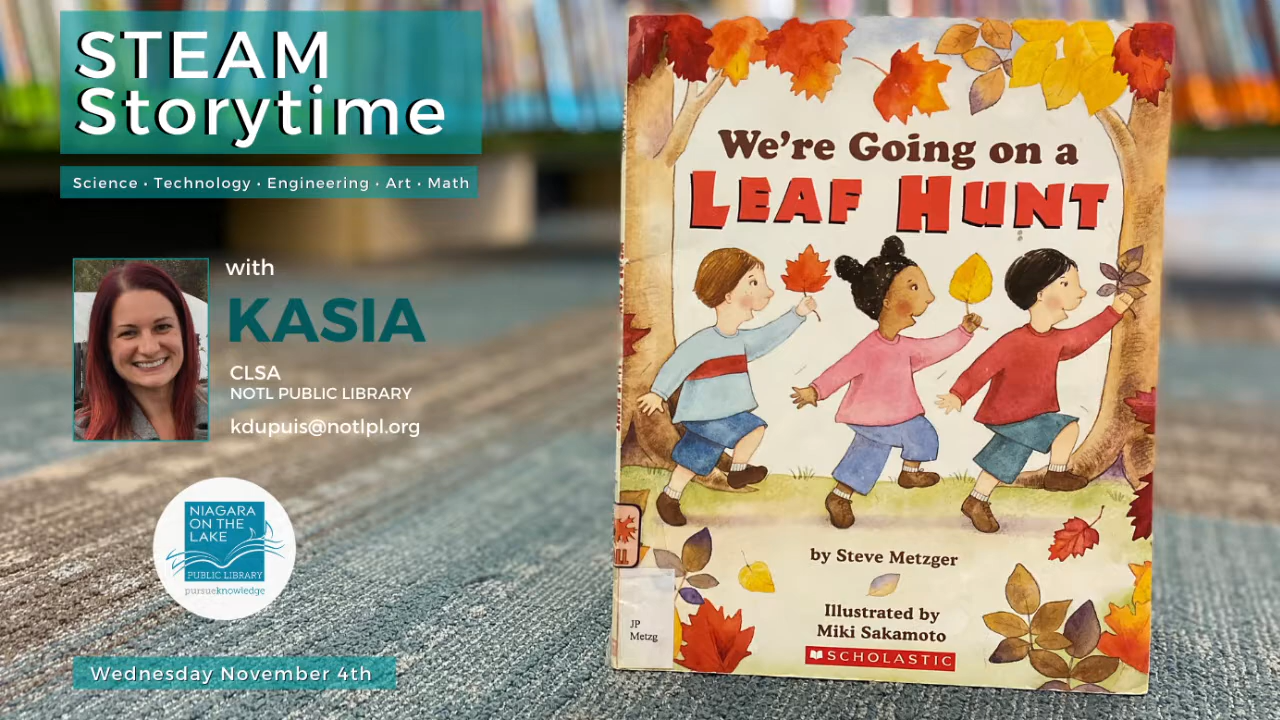 STEAM
Storytime
Science • Technology • Engineering • Art • Math
with
KASIA
CLSA
NOTL PUBLIC LIBRARY
kdupuis@notlpl.org
NIAGARA
ON THE
LAKE
PUBLIC LIBRARY
pursueknowledge
Wednesday November 4th
We're Going on a
LEAF HUNT
by Steve Metzger
Illustrated by
Miki Sakamoto
SCHOLASTIC
JP
Metzg